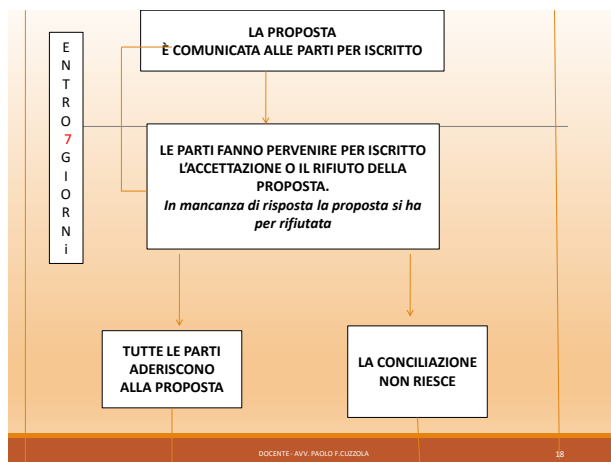 LA PROPOSTA
È COMUNICATA ALLE PARTI PER ISCRITTO
E
N
T
R
O
7
G
I
O
R
N
i
LE PARTI FANNO PERVENIRE PER ISCRITTO
L'ACCETTAZIONE O IL RIFIUTO DELLA
PROPOSTA.
In mancanza di risposta la proposta si ha
per rifiutata
TUTTE LE PARTI
ADERISCONO
ALLA PROPOSTA
LA CONCILIAZIONE
NON RIESCE
DOCENTE - AVV. PAOLO F.CUZZOLA
18